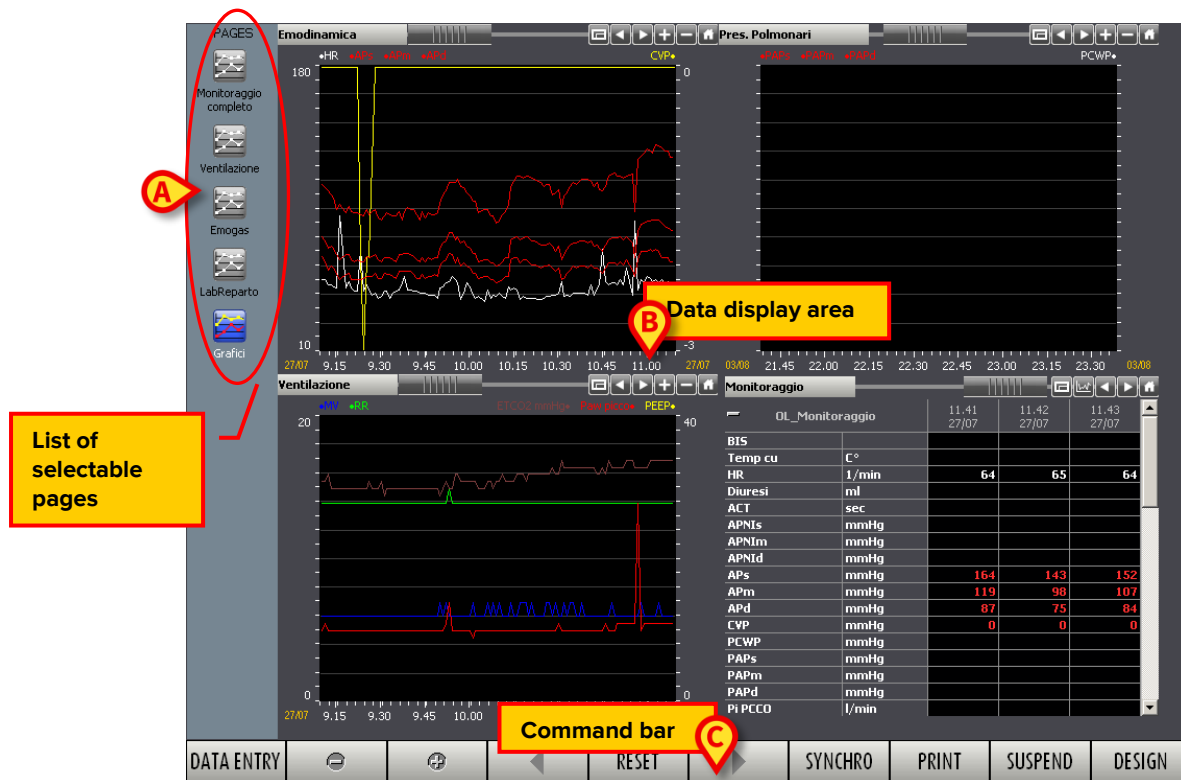 PAGES
Monitoraggio
completo
Ventilazione
Emogas
LabReparto
Grafici
A
List of
selectable
pages
Emodinamica
HR APs APm APd CVP
180 0
10 -3
27/07 9.15 9.30 9.45 10.00 10.15 10.30 10.45 11.00 27/07
B
Data display area
Pres. Polmonari
PAPs PAPm PAPd PCWP
03/08 21.45 22.00 22.15 22.30 22.45 23.00 23.15 23.30 03/08
Ventilazione
MV RR ETCO2 mmHg PEEP
20 40
0 0
27/07 9.15 9.30 9.45 10.00
Monitoraggio
OL_Monitoraggio 11.41 11.42 11.43
27/07 27/07 27/07
BIS
Temp cu C°
HR 1/min 64 65 64
Diuresi ml
ACT sec
APNIs mmHg
APNIm mmHg
APNId mmHg
APs mmHg 164 143 152
APm mmHg 119 98 107
APd mmHg 87 75 84
CVP mmHg 0 0 0
PCWP mmHg
PAPs mmHg
PAPm mmHg
PAPd mmHg
Pi PCCO l/min
Command bar
C
DATA ENTRY RESET SYNCHRO PRINT SUSPEND DESIGN